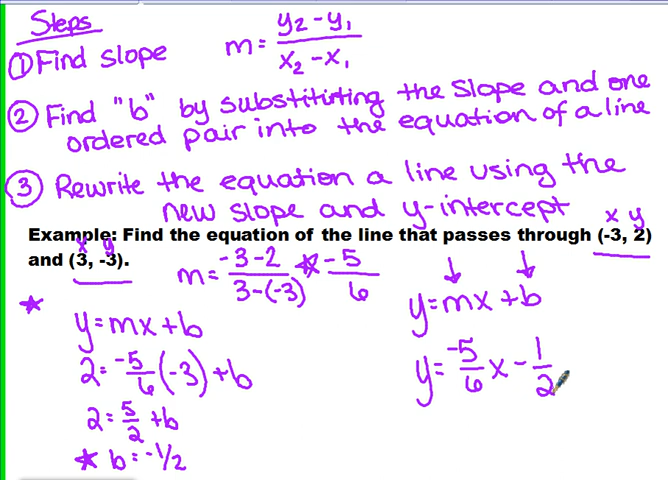 Steps
① Find slope m = y₂ - y₁ / x₂ - x₁
② Find "b" by substitirting the slope and one
ordered pair into the equation of a line
③ Rewrite the equation a line using the
new slope and y-intercept
x y
Example: Find the equation of the line that passes through (-3, 2)
x y
and (3, -3).
m = -3 - 2 / 3 - (-3) * -5 / 6
* y = mx + b
2 = -5/6 (-3) + b
2 = 5/2 + b
* b = -1/2
y = mx + b
y = -5/6 x - 1/2